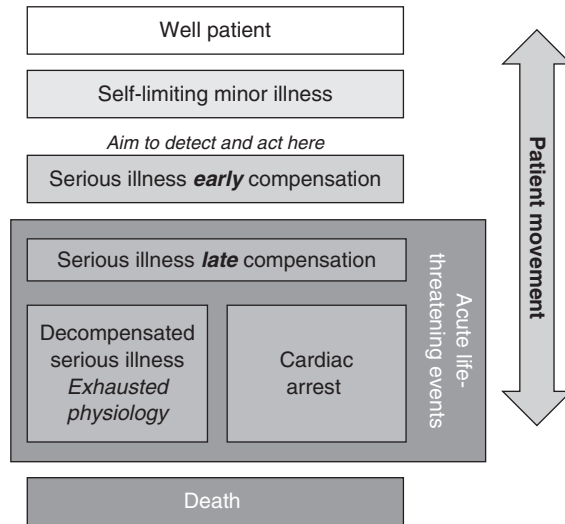 Well patient
Self-limiting minor illness
Aim to detect and act here
Serious illness early compensation
Serious illness late compensation
Decompensated
serious illness
Exhausted
physiology
Cardiac
arrest
Acute life-
threatening events
Death
Patient movement